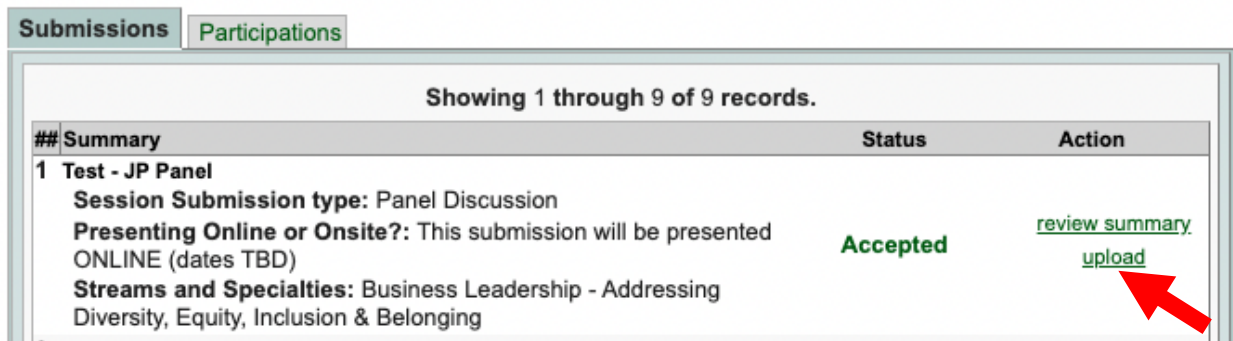 Submissions Participations
Showing 1 through 9 of 9 records.
## Summary Status Action
1 Test - JP Panel
Session Submission type: Panel Discussion
Presenting Online or Onsite?: This submission will be presented
ONLINE (dates TBD)
Streams and Specialties: Business Leadership - Addressing
Diversity, Equity, Inclusion & Belonging
Accepted
review summary
upload